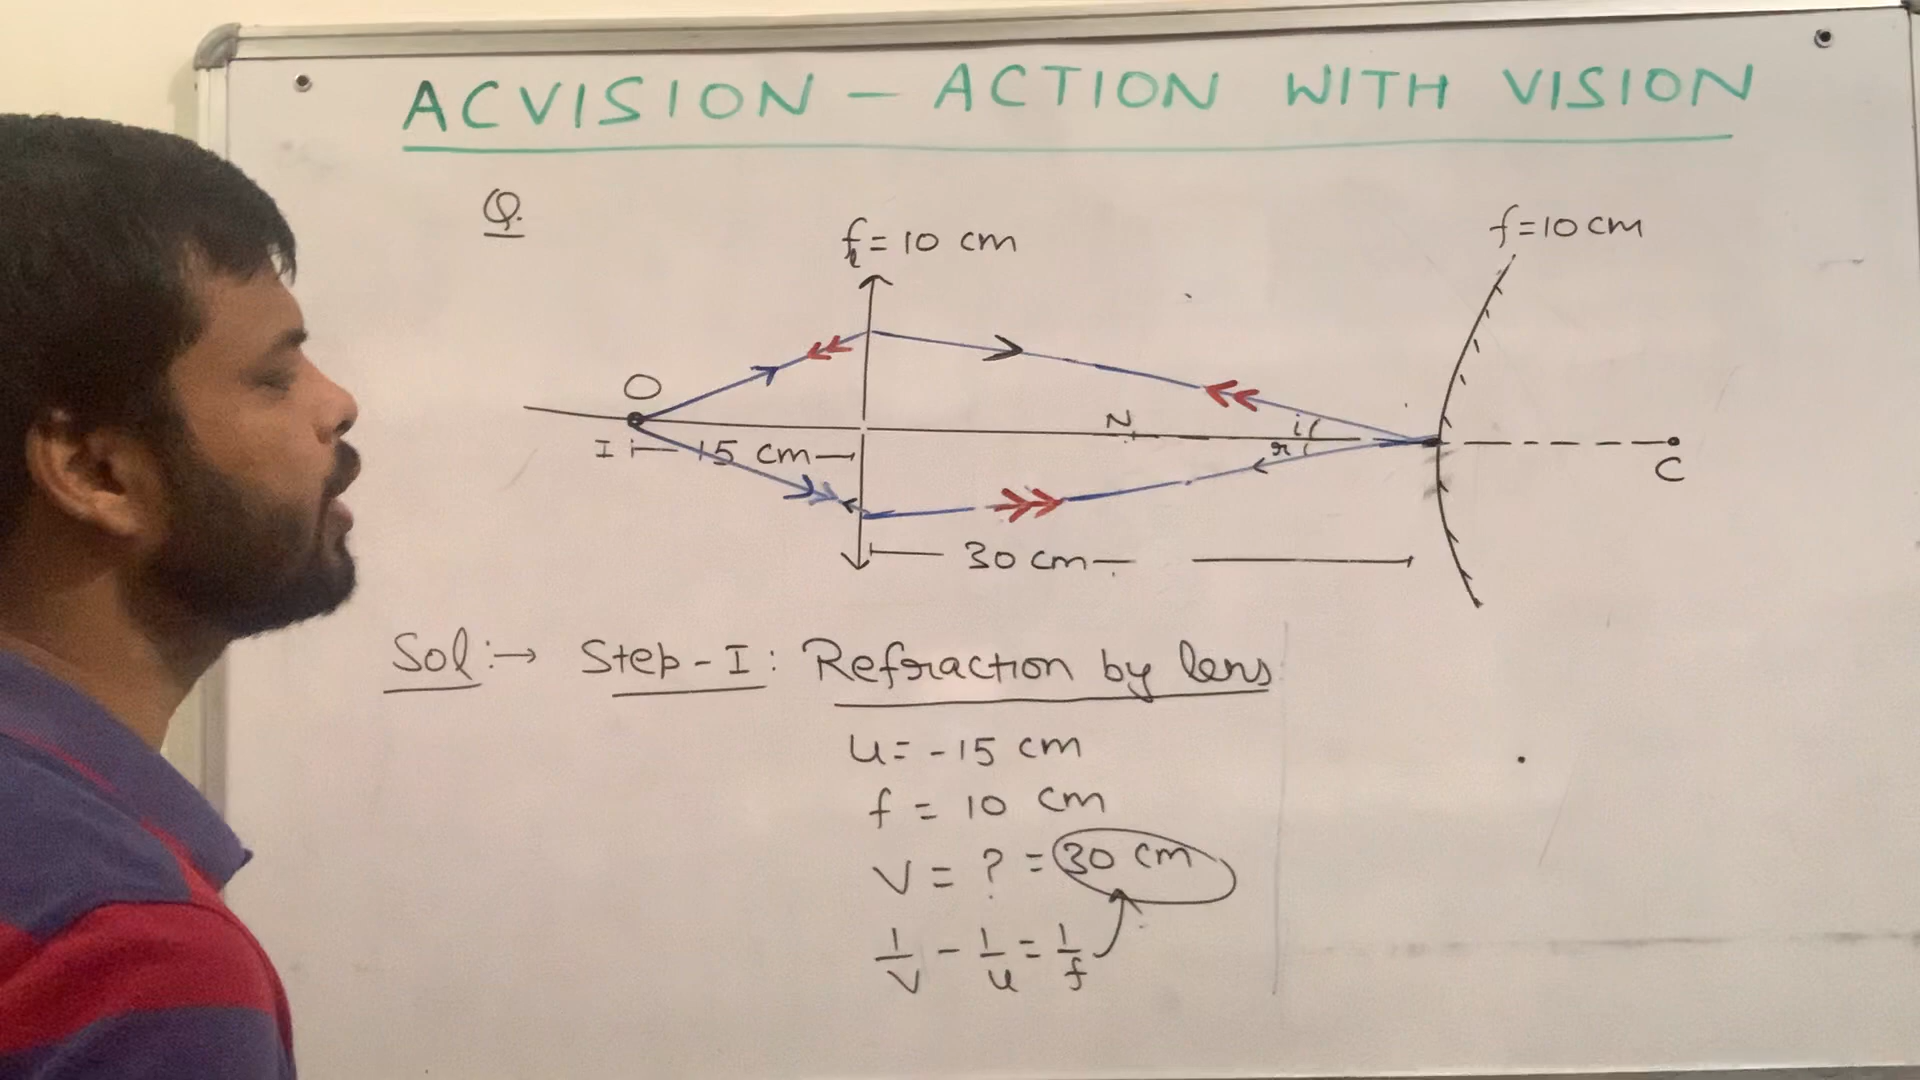 ACVISION – ACTION WITH VISION
Q.
f = 10 cm
f = 10 cm
O
N
i
r
I
15 cm
C
30 cm
Sol :→ Step - I : Refraction by lens
u = - 15 cm
f = 10 cm
v = ? = 30 cm
1/v - 1/u = 1/f